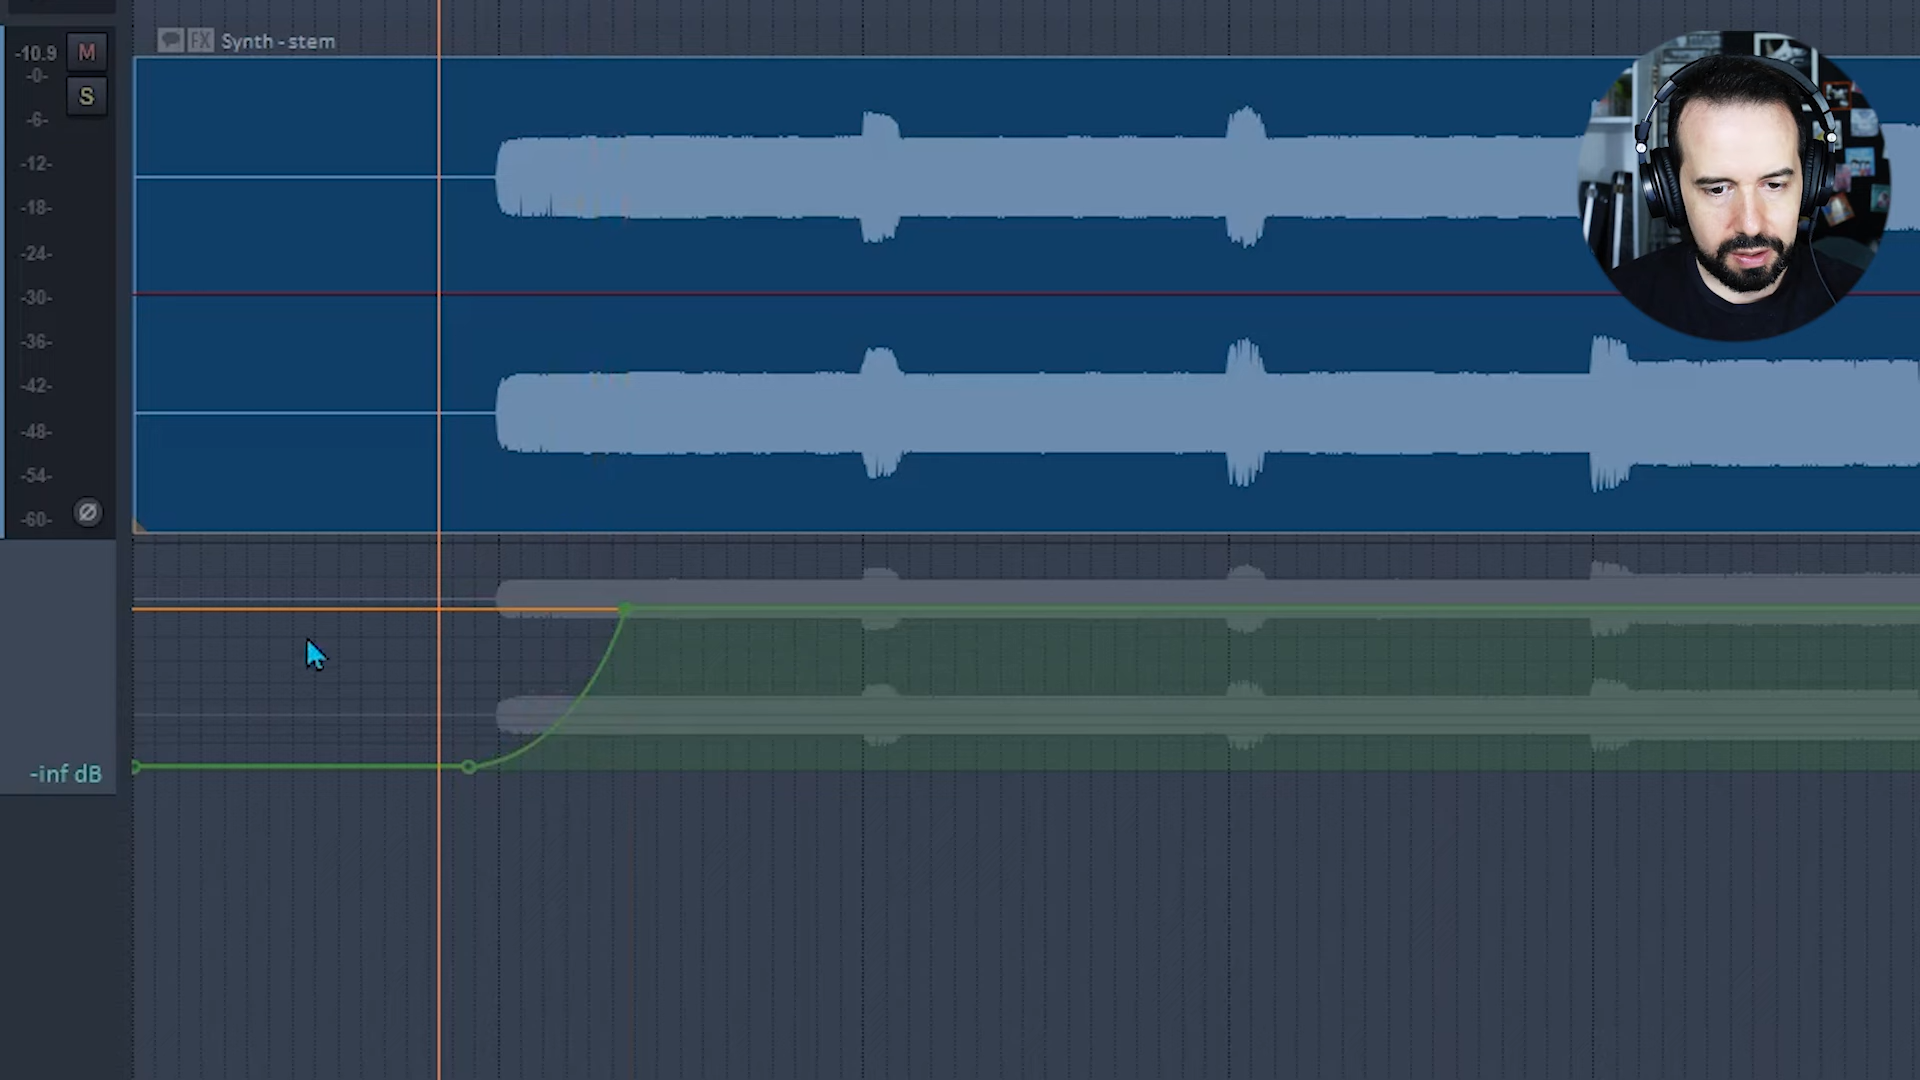 FX Synth - stem
-10.9 M
-0-
S
-6-
-12-
-18-
-24-
-30-
-36-
-42-
-48-
-54-
-60-
-inf dB